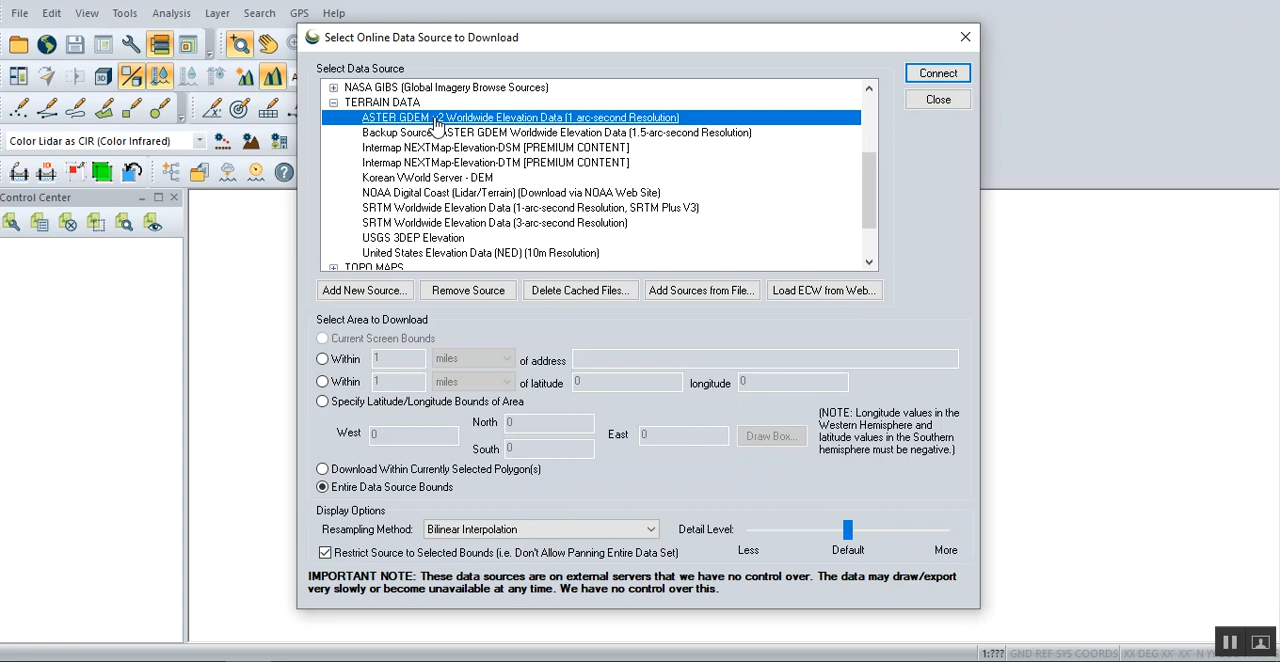 File Edit View Tools Analysis Layer Search GPS Help
Select Online Data Source to Download
Select Data Source
NASA GIBS (Global Imagery Browse Sources)
TERRAIN DATA
ASTER GDEM v2 Worldwide Elevation Data (1 arc-second Resolution)
Backup Source ASTER GDEM Worldwide Elevation Data (1.5-arc-second Resolution)
Intermap NEXTMap-Elevation-DSM [PREMIUM CONTENT]
Intermap NEXTMap-Elevation-DTM [PREMIUM CONTENT]
Korean VWorld Server - DEM
NOAA Digital Coast (Lidar/Terrain) (Download via NOAA Web Site)
SRTM Worldwide Elevation Data (1-arc-second Resolution, SRTM Plus V3)
SRTM Worldwide Elevation Data (3-arc-second Resolution)
USGS 3DEP Elevation
United States Elevation Data (NED) (10m Resolution)
TOPO MAPS
Connect
Close
Color Lidar as CIR (Color Infrared)
Control Center
Add New Source... Remove Source Delete Cached Files... Add Sources from File... Load ECW from Web...
Select Area to Download
Current Screen Bounds
Within 1 miles of address
Within 1 miles of latitude 0 longitude 0
Specify Latitude/Longitude Bounds of Area
North 0
West 0 East 0 Draw Box...
South 0
(NOTE: Longitude values in the
Western Hemisphere and
latitude values in the Southern
hemisphere must be negative.)
Download Within Currently Selected Polygon(s)
Entire Data Source Bounds
Display Options
Resampling Method: Bilinear Interpolation Detail Level:
Less Default More
Restrict Source to Selected Bounds (i.e. Don't Allow Panning Entire Data Set)
IMPORTANT NOTE: These data sources are on external servers that we have no control over. The data may draw/export
very slowly or become unavailable at any time. We have no control over this.
1:??? GND REF SYS COORDS